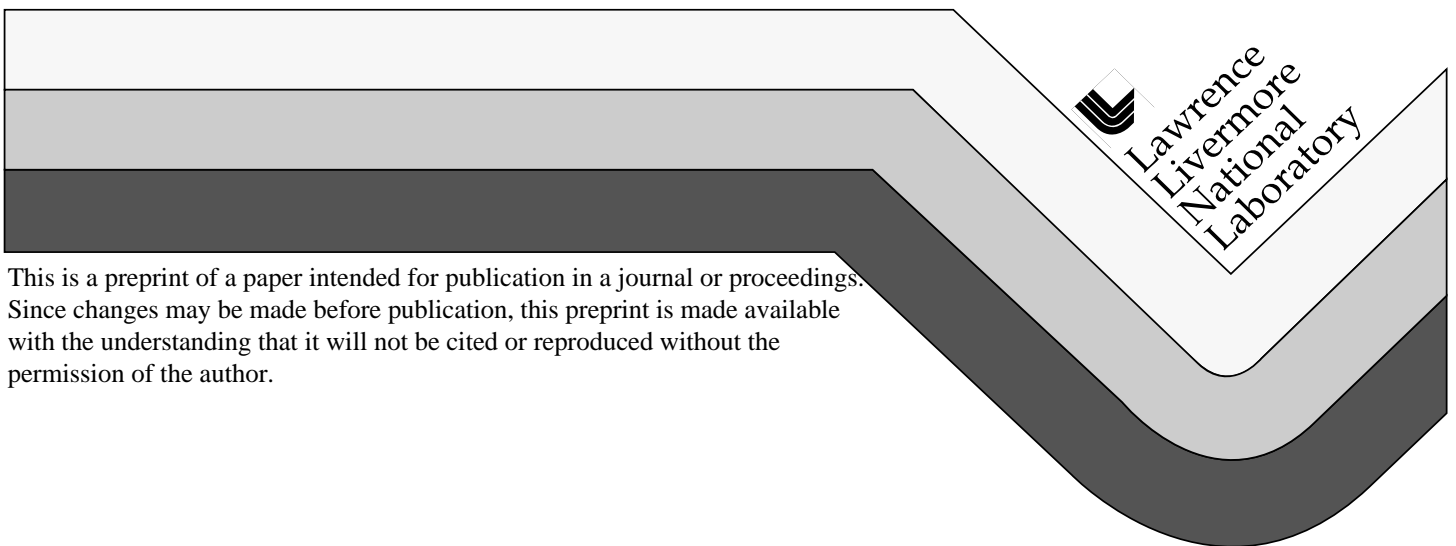 Lawrence
Livermore
National
Laboratory
This is a preprint of a paper intended for publication in a journal or proceedings.
Since changes may be made before publication, this preprint is made available
with the understanding that it will not be cited or reproduced without the
permission of the author.